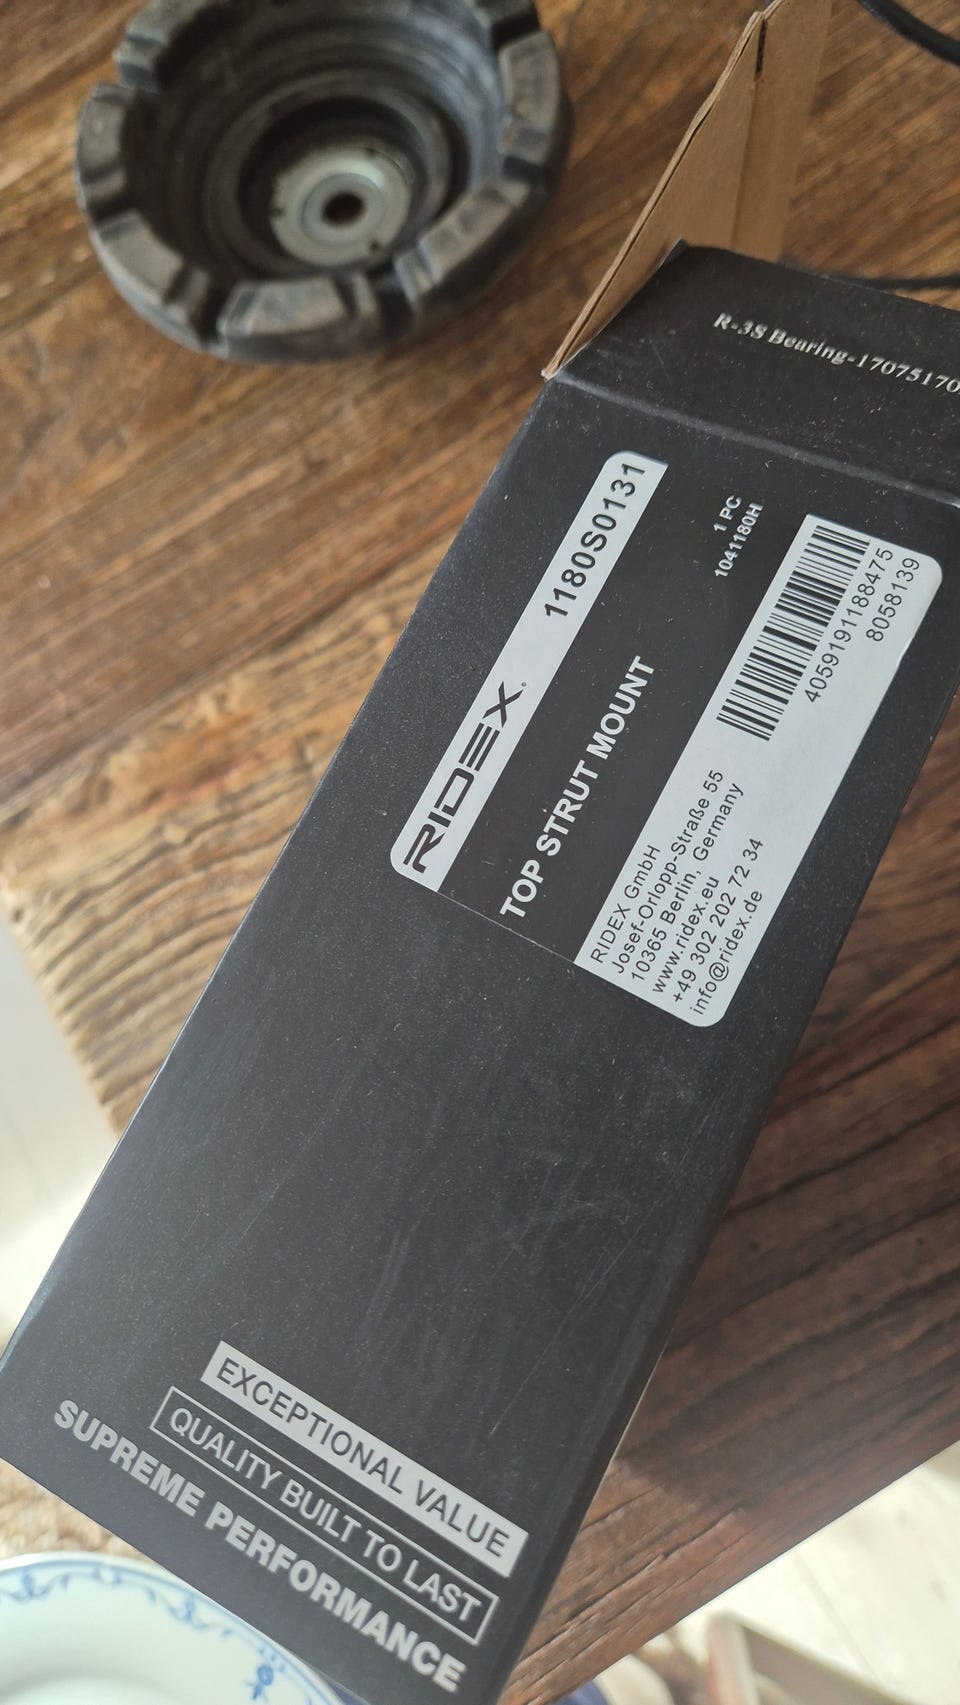 R-3S Bearing-17075170
RIDEX 1180S0131
TOP STRUT MOUNT
1 PC
1041180H
4059191188475
8058139
RIDEX GmbH
Josef-Orlopp-Straße 55
10365 Berlin, Germany
www.ridex.eu
+49 302 202 72 34
info@ridex.de
EXCEPTIONAL VALUE
QUALITY BUILT TO LAST
SUPREME PERFORMANCE